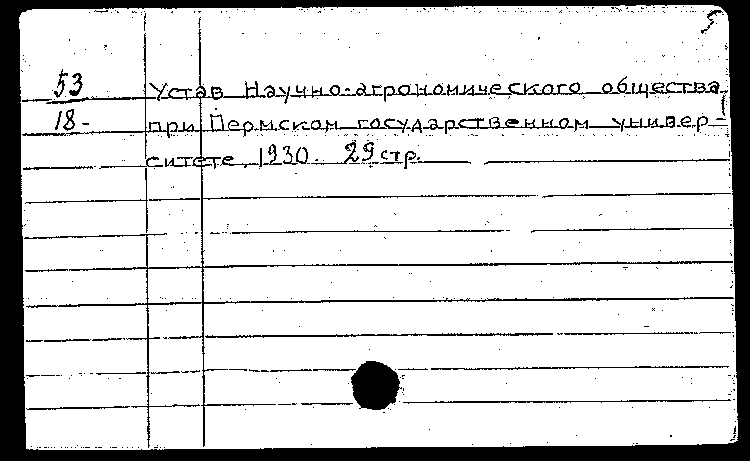 5
53 Устав Научно-агрономического общества
18- при Пермском государственном универ-
ситете, 1930. 29 стр.